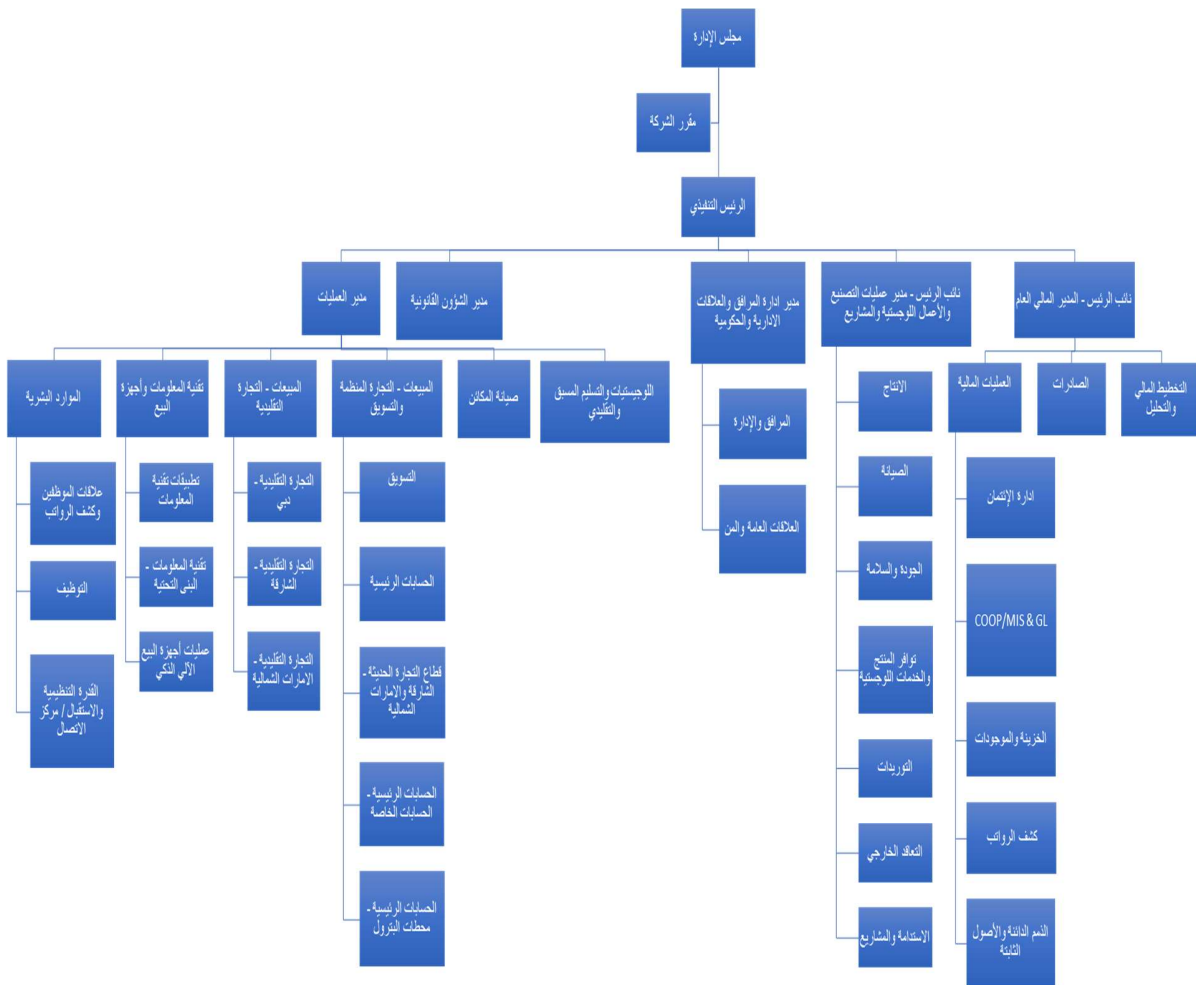 مجلس الإدارة
مقرر الشركة
الرئيس التنفيذي
نائب الرئيس - المدير المالي العام
نائب الرئيس - مدير عمليات التصنيع
والأعمال اللوجستية والمشاريع
مدير ادارة المرافق والعلاقات
الادارية والحكومية
مدير الشؤون القانونية
مدير العمليات
التخطيط المالي
والتحليل
الصادرات
العمليات المالية
ادارة الإئتمان
COOP/MIS & GL
الخزينة والموجودات
كشف الرواتب
الذمم الدائنة والأصول
الثابتة
الانتاج
الصيانة
الجودة والسلامة
توافر المنتج
والخدمات اللوجستية
التوريدات
التعاقد الخارجي
الاستدامة والمشاريع
المرافق والإدارة
العلاقات العامة والمن
اللوجيستيات والتسليم المسبق
والتقليدي
صيانة المكائن
المبيعات - التجارة المنظمة
والتسويق
التسويق
الحسابات الرئيسية
قطاع التجارة الحديثة -
الشارقة والامارات
الشمالية
الحسابات الرئيسية -
الحسابات الخاصة
الحسابات الرئيسية -
محطات البترول
المبيعات - التجارة
التقليدية
التجارة التقليدية -
دبي
التجارة التقليدية -
الشارقة
التجارة التقليدية -
الامارات الشمالية
تقنية المعلومات وأجهزة
البيع
تطبيقات تقنية
المعلومات
تقنية المعلومات -
البنى التحتية
عمليات أجهزة البيع
الألي الذكي
الموارد البشرية
علاقات الموظفين
وكشف الرواتب
التوظيف
القدرة التنظيمية
والاستقبال / مركز
الاتصال